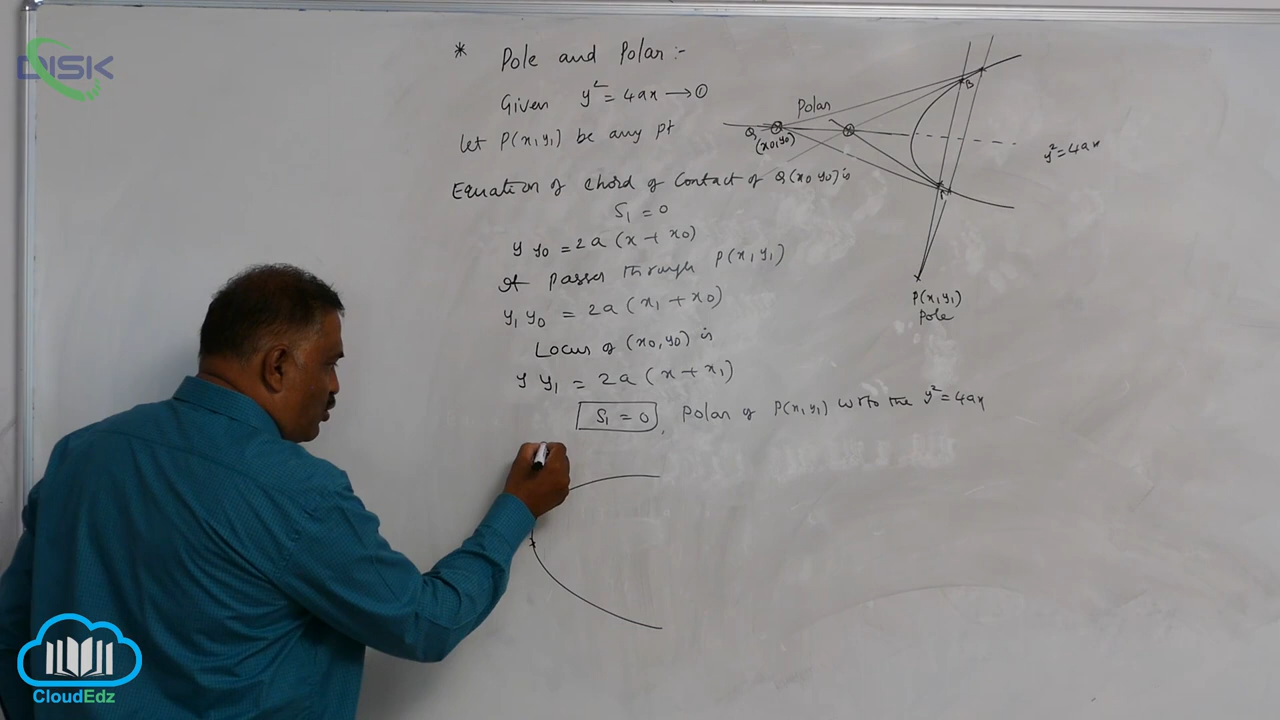 DISK
* Pole and Polar :-
Given y² = 4ax → ①
let P(x₁y₁) be any pt
Equation of Chord of Contact of Q(x0 y0) is
S₁ = 0
y y0 = 2a (x + x0)
It passes through P(x₁ y₁)
y₁ y0 = 2a (x₁ + x0)
Locus of (x0, y0) is
y y₁ = 2a (x + x₁)
S₁ = 0, Polar of P(x₁ y₁) w.r.to the y² = 4ax
Polar
B
Q
(x0, y0)
y² = 4ax
P(x₁ y₁)
Pole
CloudEdz